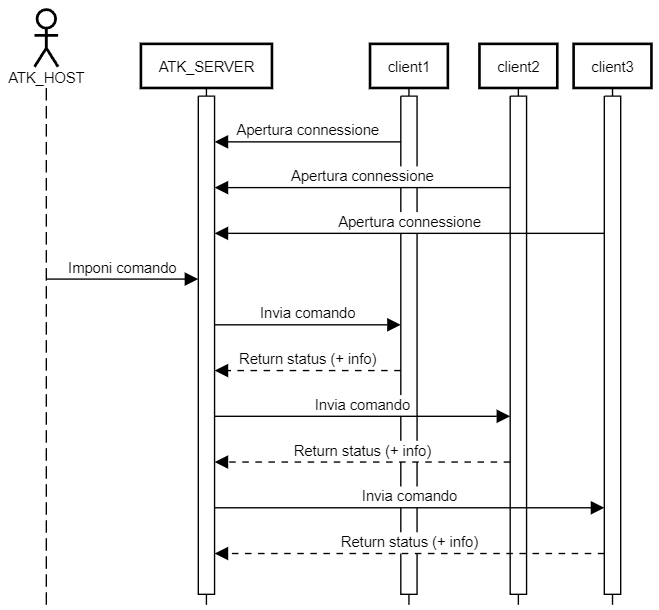 ATK_HOST
ATK_SERVER
client1
client2
client3
Apertura connessione
Apertura connessione
Apertura connessione
Imponi comando
Invia comando
Return status (+ info)
Invia comando
Return status (+ info)
Invia comando
Return status (+ info)